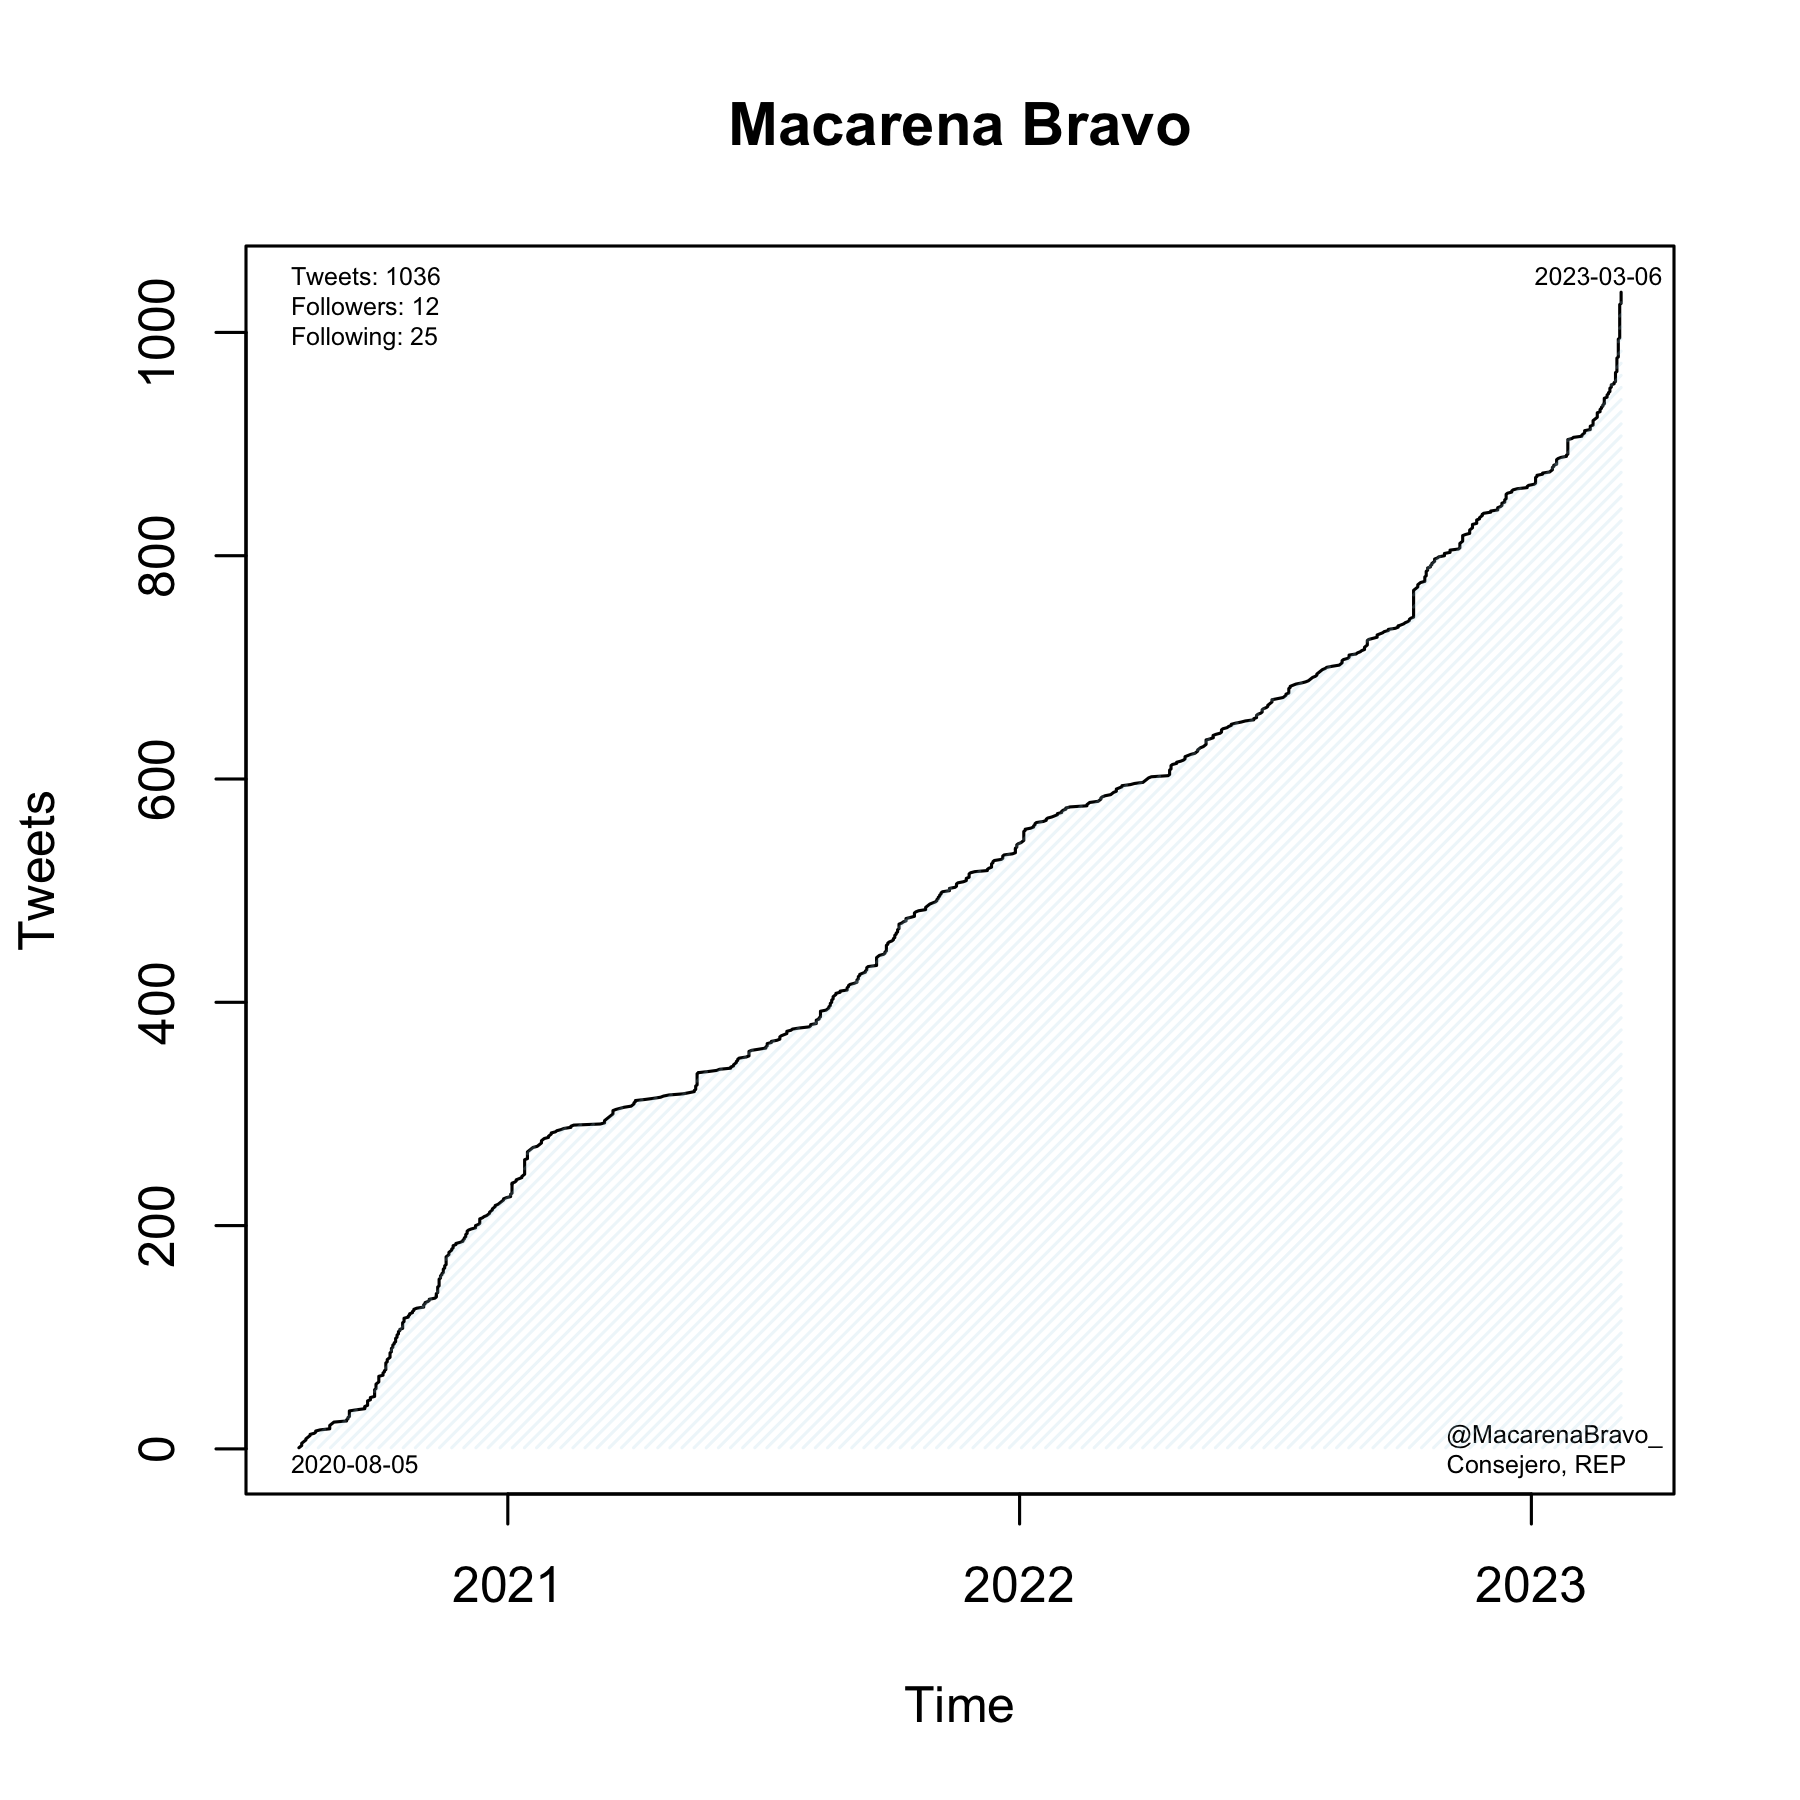 Macarena Bravo
Tweets: 1036
Followers: 12
Following: 25
2023-03-06
1000
800
600
400
200
0
Tweets
2020-08-05
@MacarenaBravo_
Consejero, REP
2021
2022
2023
Time